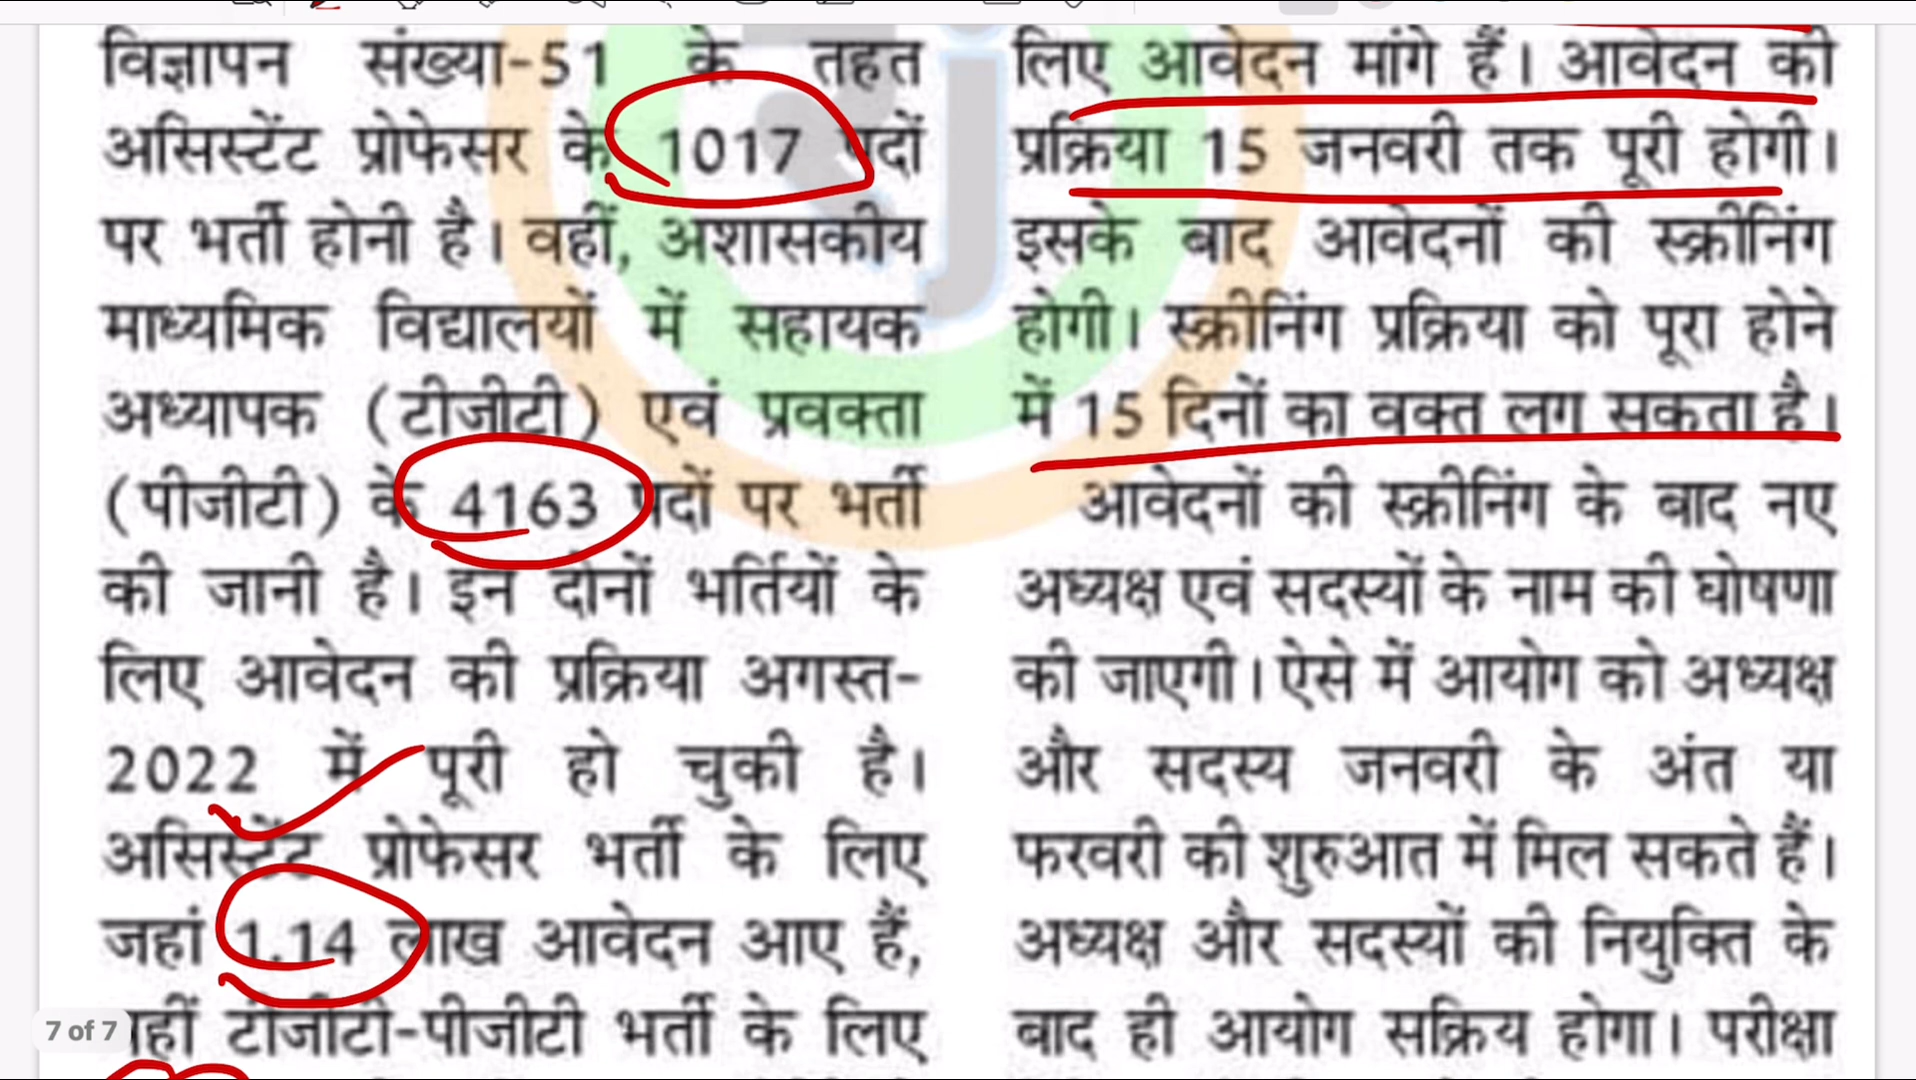 विज्ञापन संख्या-51 के तहत
असिस्टेंट प्रोफेसर के 1017 पदों
पर भर्ती होनी है। वहीं, अशासकीय
माध्यमिक विद्यालयों में सहायक
अध्यापक (टीजीटी) एवं प्रवक्ता
(पीजीटी) के 4163 पदों पर भर्ती
की जानी है। इन दोनों भर्तियों के
लिए आवेदन की प्रक्रिया अगस्त-
2022 में पूरी हो चुकी है।
असिस्टेंट प्रोफेसर भर्ती के लिए
जहां 1.14 लाख आवेदन आए हैं,
वहीं टीजीटी-पीजीटी भर्ती के लिए
लिए आवेदन मांगे हैं। आवेदन की
प्रक्रिया 15 जनवरी तक पूरी होगी।
इसके बाद आवेदनों की स्क्रीनिंग
होगी। स्क्रीनिंग प्रक्रिया को पूरा होने
में 15 दिनों का वक्त लग सकता है।
आवेदनों की स्क्रीनिंग के बाद नए
अध्यक्ष एवं सदस्यों के नाम की घोषणा
की जाएगी। ऐसे में आयोग को अध्यक्ष
और सदस्य जनवरी के अंत या
फरवरी की शुरुआत में मिल सकते हैं।
अध्यक्ष और सदस्यों की नियुक्ति के
बाद ही आयोग सक्रिय होगा। परीक्षा
7 of 7